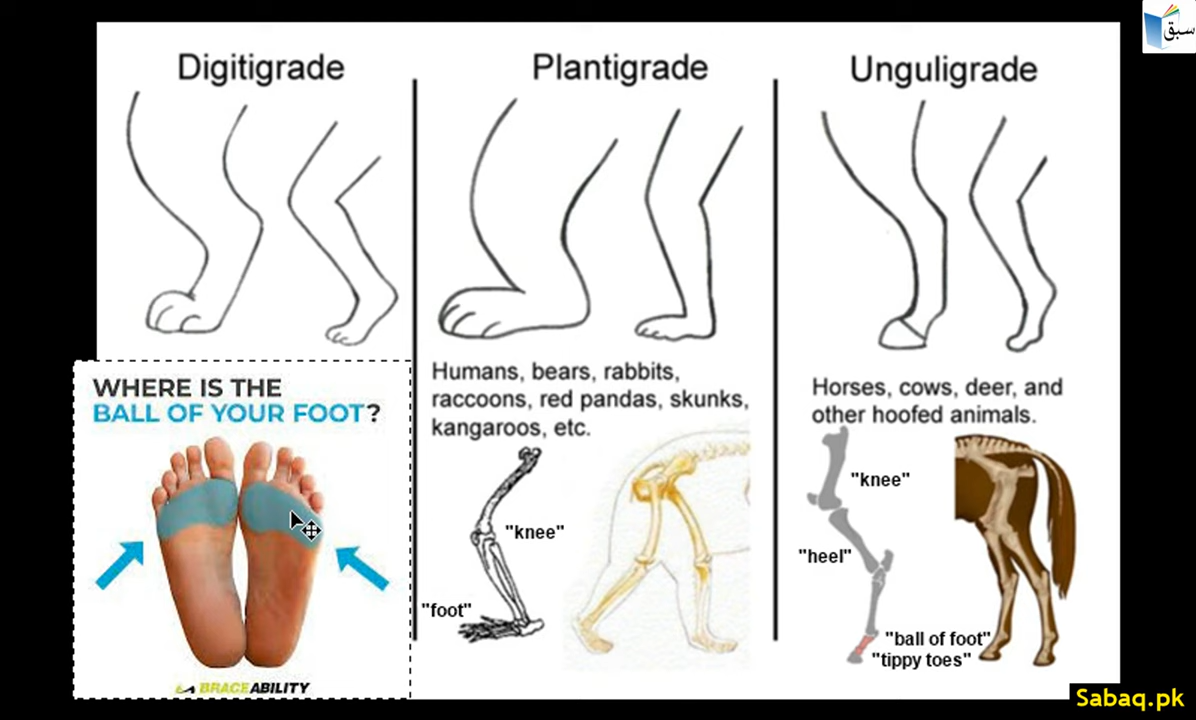 سبق
Digitigrade
Plantigrade
Unguligrade
WHERE IS THE
BALL OF YOUR FOOT?
BRACEABILITY
Humans, bears, rabbits,
raccoons, red pandas, skunks,
kangaroos, etc.
"knee"
"foot"
Horses, cows, deer, and
other hoofed animals.
"knee"
"heel"
"ball of foot"
"tippy toes"
Sabaq.pk